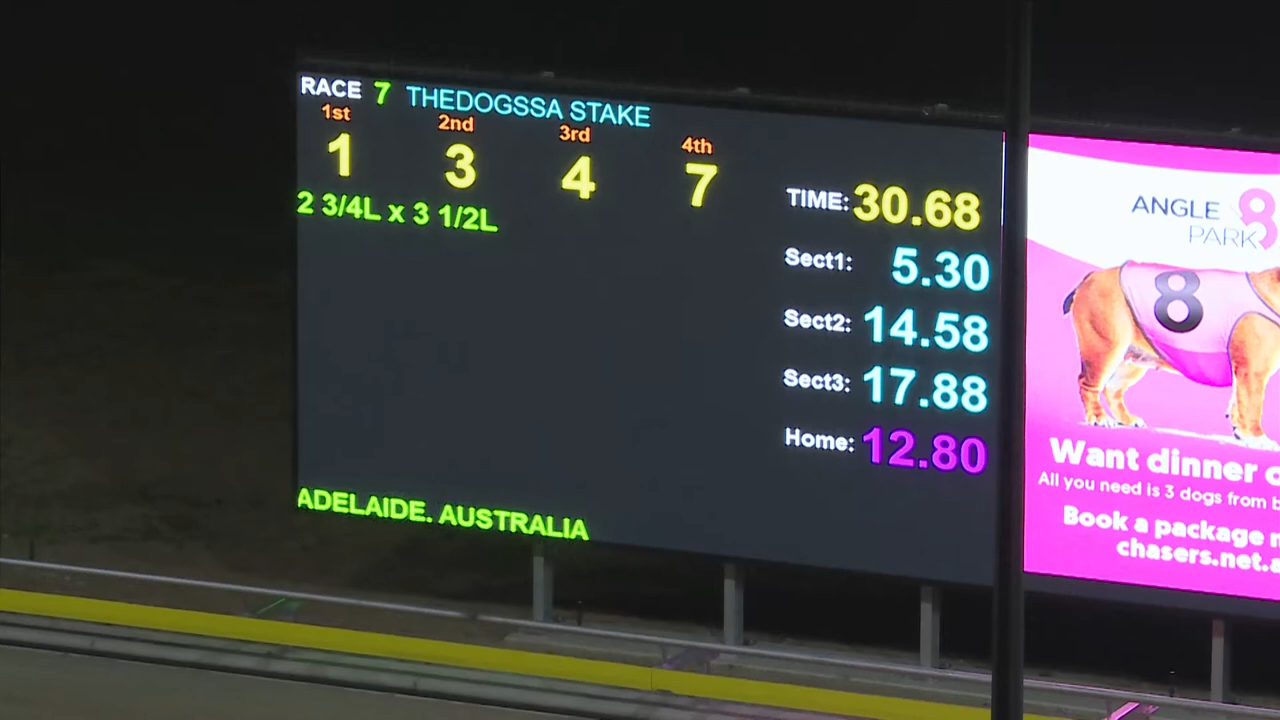 RACE 7 THEDOGSSA STAKE
1st 2nd 3rd 4th
1 3 4 7
2 3/4L x 3 1/2L
TIME: 30.68
Sect1: 5.30
Sect2: 14.58
Sect3: 17.88
Home: 12.80
ADELAIDE. AUSTRALIA
ANGLE
PARK
8
8
Want dinner
All you need is 3 dogs from
Book a package
chasers.net.a